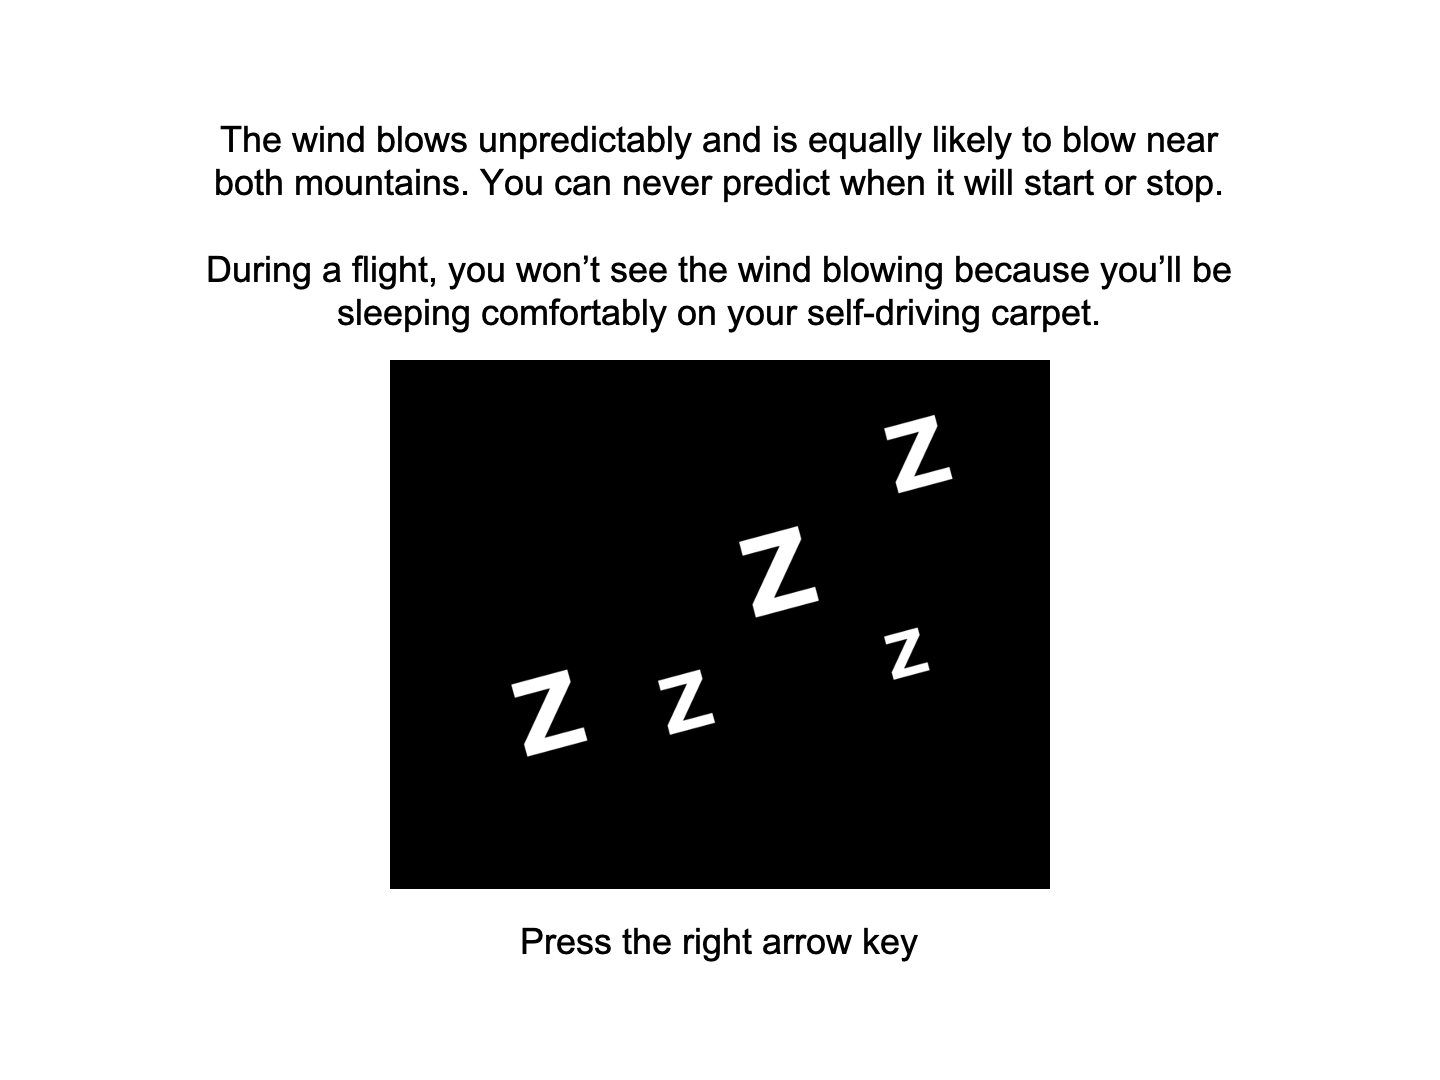 The wind blows unpredictably and is equally likely to blow near
both mountains. You can never predict when it will start or stop.
During a flight, you won’t see the wind blowing because you’ll be
sleeping comfortably on your self-driving carpet.
Z
Z
Z
Z
Z
Press the right arrow key